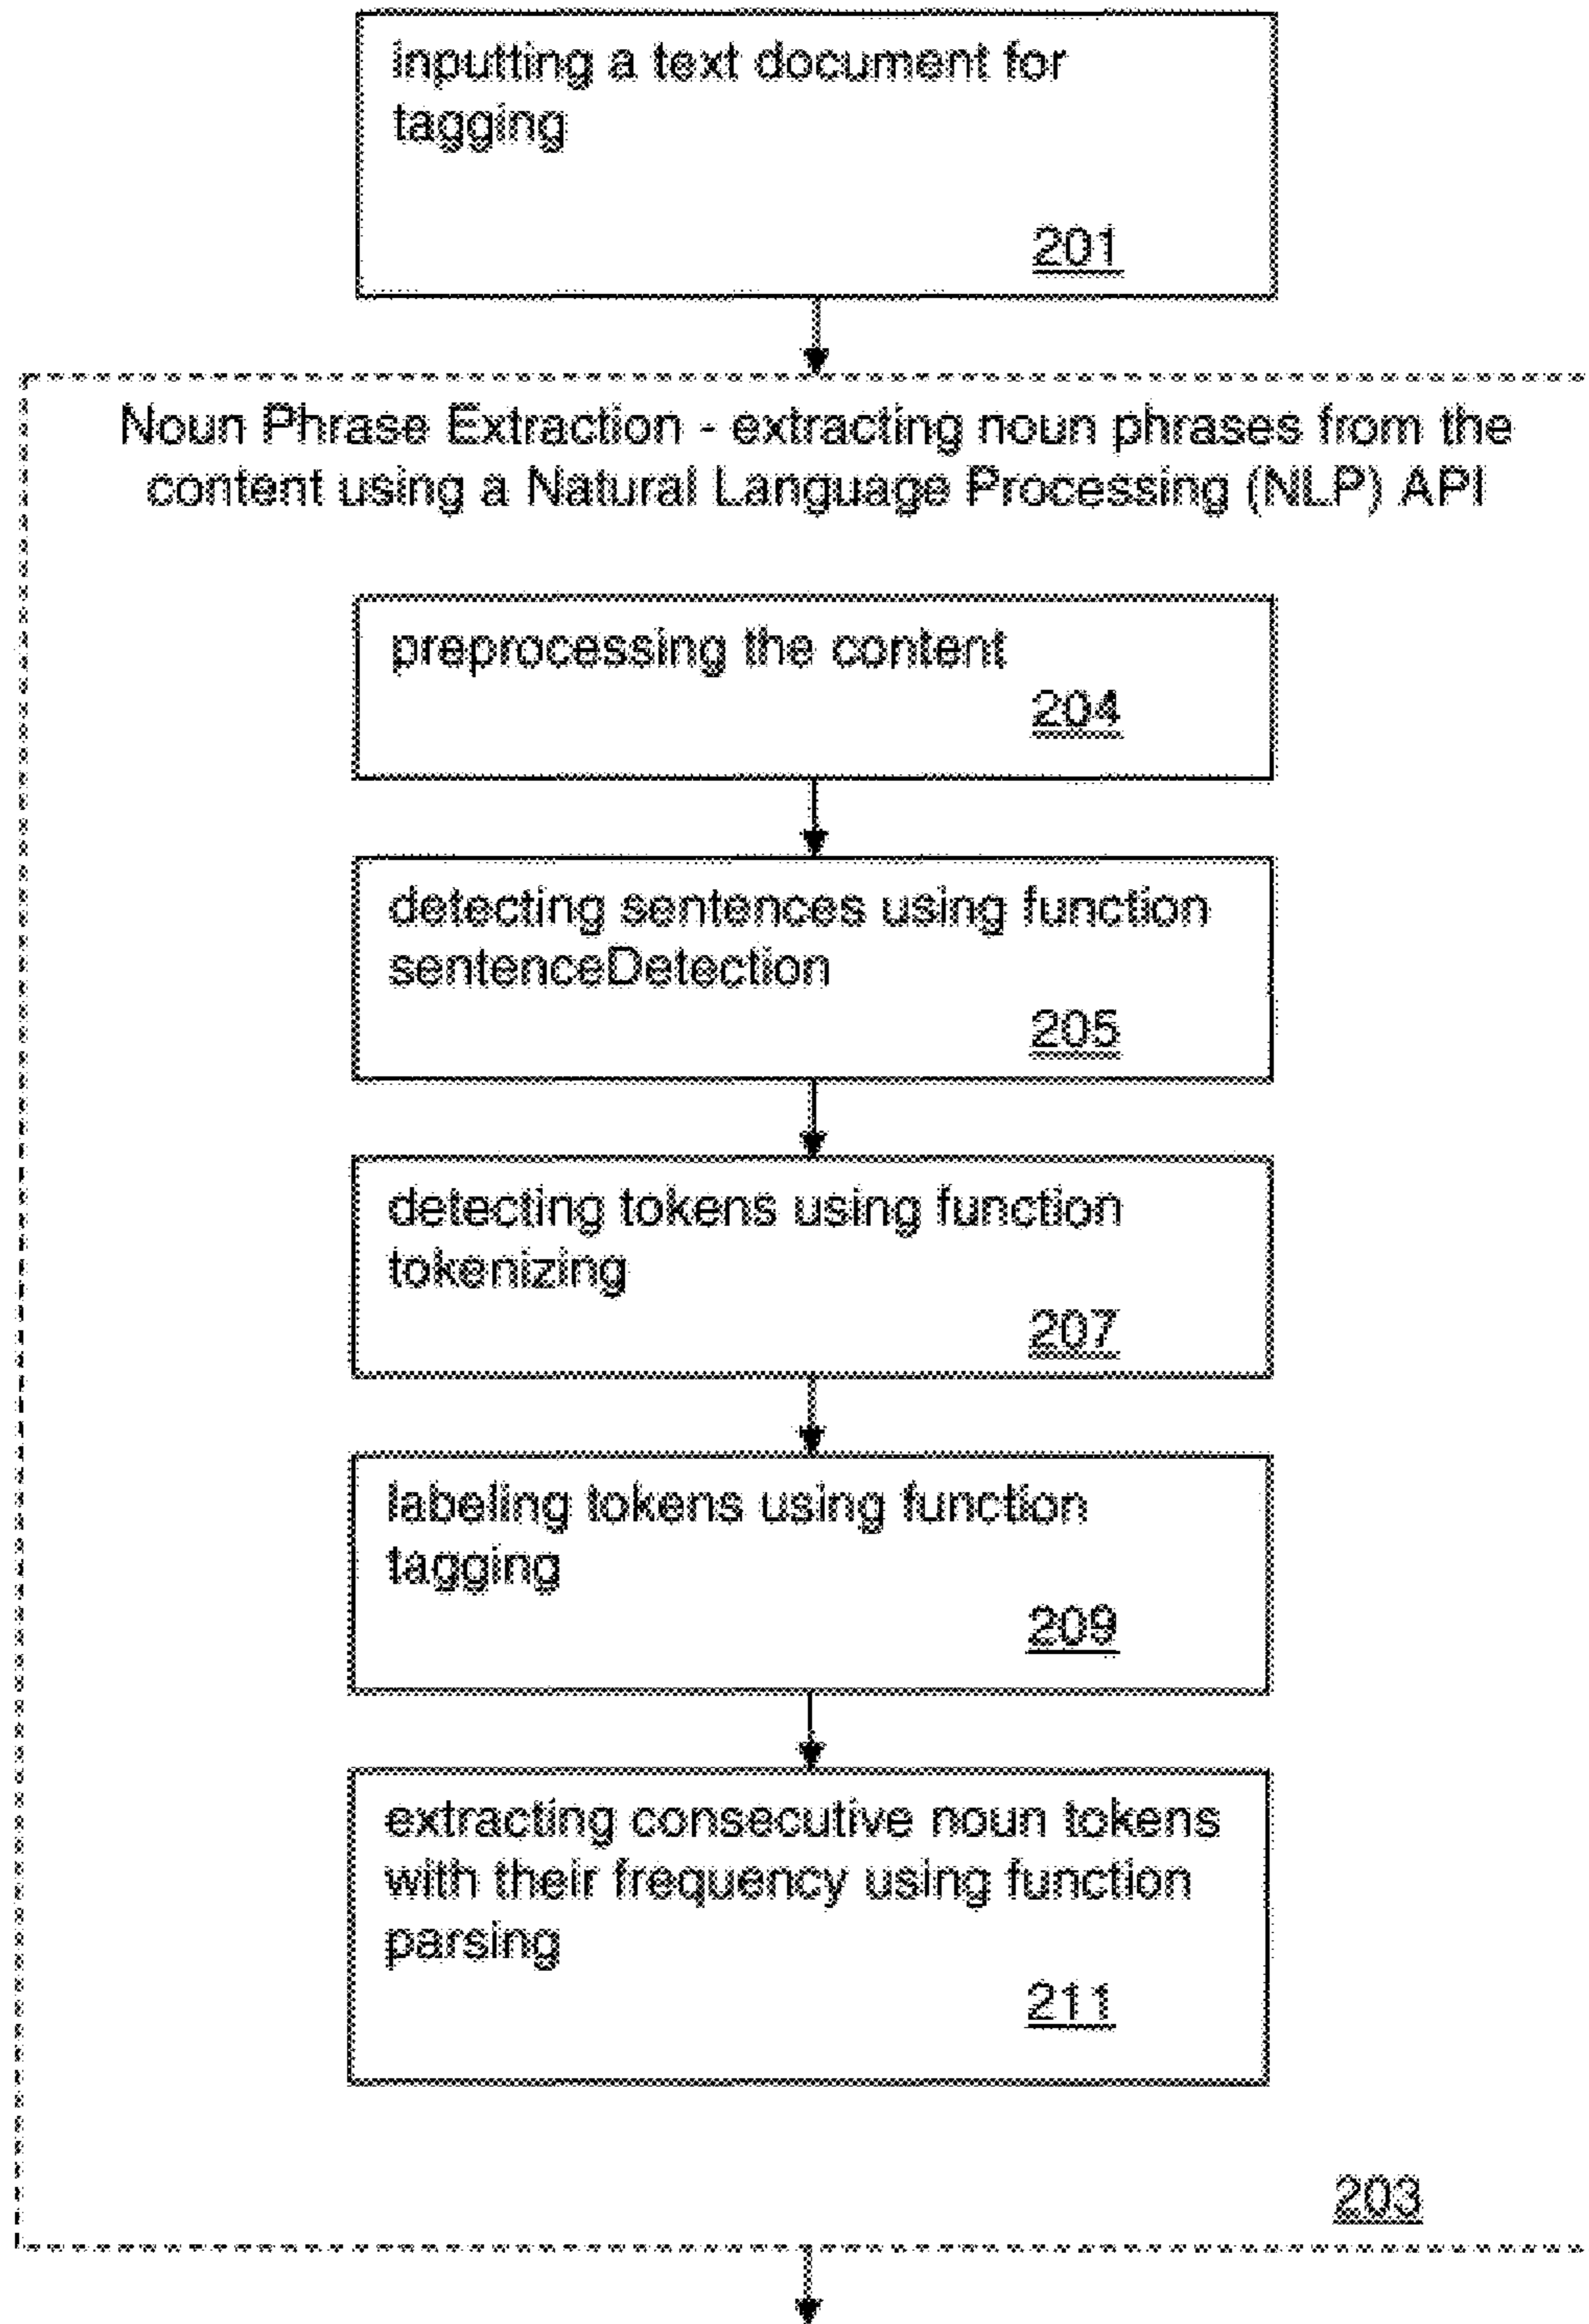 inputting a text document for
tagging
201
Noun Phrase Extraction - extracting noun phrases from the
content using a Natural Language Processing (NLP) API
preprocessing the content
204
detecting sentences using function
sentenceDetection
205
detecting tokens using function
tokenizing
207
labeling tokens using function
tagging
209
extracting consecutive noun tokens
with their frequency using function
parsing
211
203